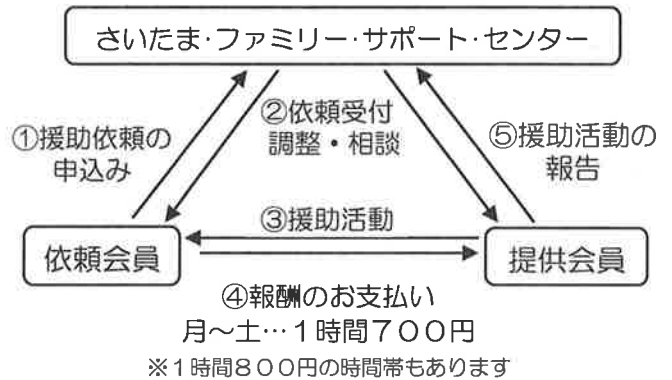 さいたま・ファミリー・サポート・センター
①援助依頼の
申込み
②依頼受付
調整・相談
⑤援助活動の
報告
③援助活動
依頼会員
提供会員
④報酬のお支払い
月～土…１時間７００円
※１時間８００円の時間帯もあります